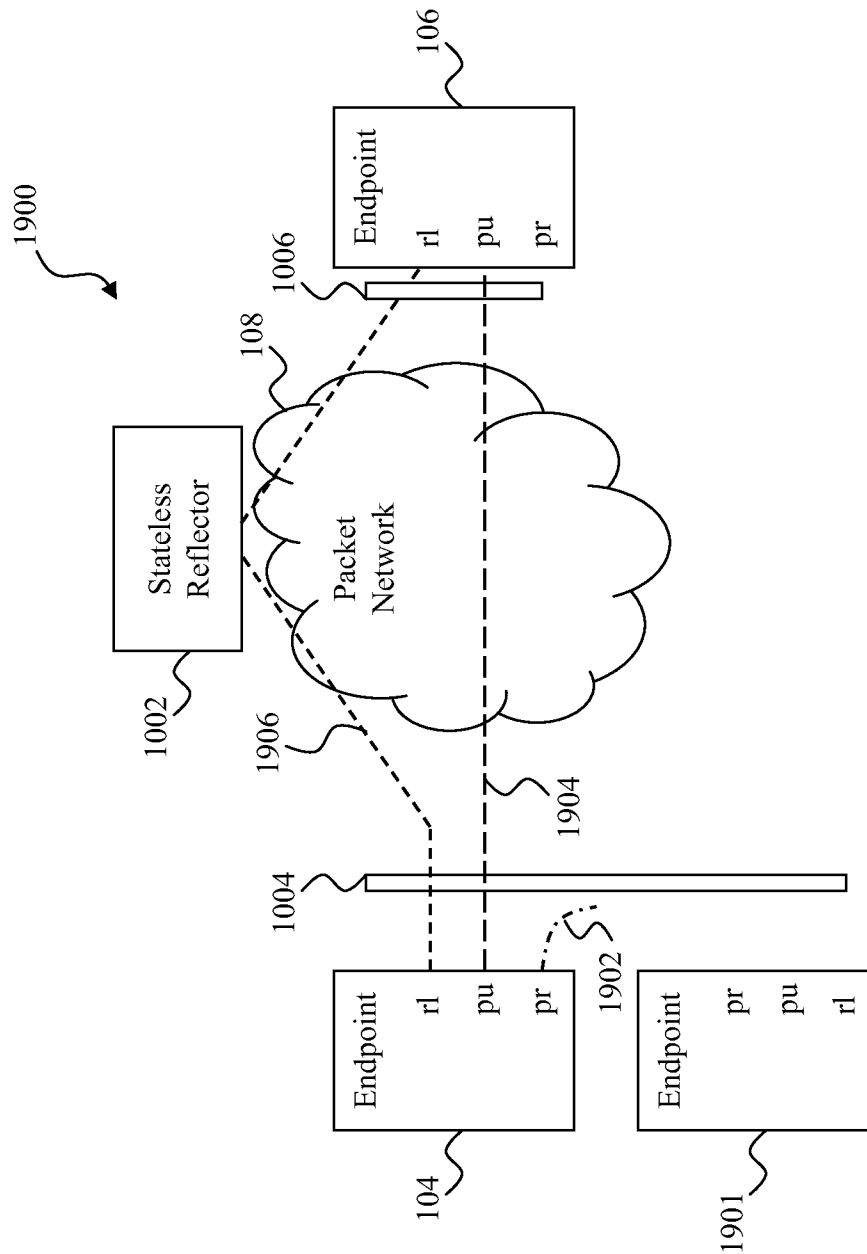 1900
Stateless
Reflector
1002
108
1906
Packet
Network
1004
1006
Endpoint
rl
pu
pr
104
Endpoint
rl
pu
pr
106
1904
1902
Endpoint
pr
pu
rl
1901